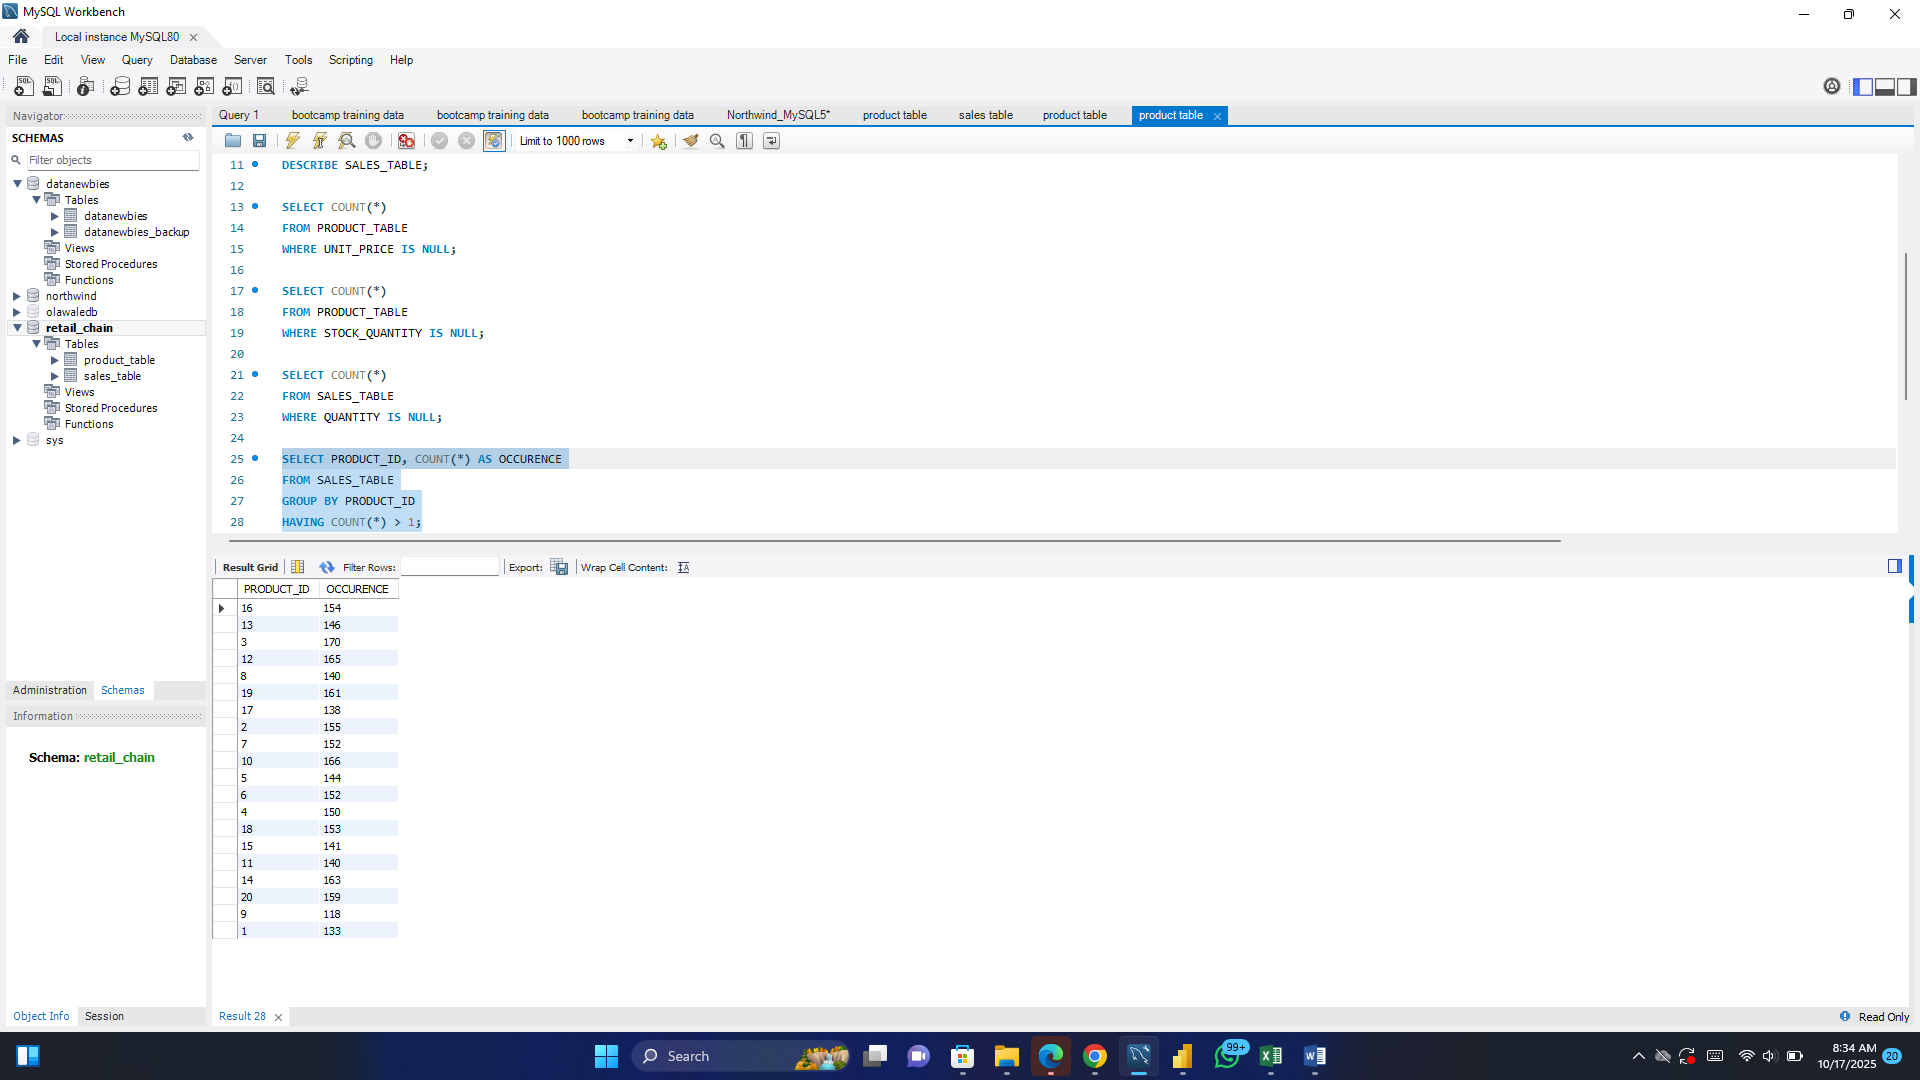 MySQL Workbench
Local instance MySQL80
File Edit View Query Database Server Tools Scripting Help
Navigator
SCHEMAS
Filter objects
datanewbies
Tables
datanewbies
datanewbies_backup
Views
Stored Procedures
Functions
northwind
olawaledb
retail_chain
Tables
product_table
sales_table
Views
Stored Procedures
Functions
sys
Administration Schemas
Information
Schema: retail_chain
Object Info Session
Query 1 bootcamp training data bootcamp training data bootcamp training data Northwind_MySQL5* product table sales table product table product table
Limit to 1000 rows
11 DESCRIBE SALES_TABLE;
12
13 SELECT COUNT(*)
14 FROM PRODUCT_TABLE
15 WHERE UNIT_PRICE IS NULL;
16
17 SELECT COUNT(*)
18 FROM PRODUCT_TABLE
19 WHERE STOCK_QUANTITY IS NULL;
20
21 SELECT COUNT(*)
22 FROM SALES_TABLE
23 WHERE QUANTITY IS NULL;
24
25 SELECT PRODUCT_ID, COUNT(*) AS OCCURENCE
26 FROM SALES_TABLE
27 GROUP BY PRODUCT_ID
28 HAVING COUNT(*) > 1;
Result Grid Filter Rows: Export: Wrap Cell Content:
PRODUCT_ID OCCURENCE
16 154
13 146
3 170
12 165
8 140
19 161
17 138
2 155
7 152
10 166
5 144
6 152
4 150
18 153
15 141
11 140
14 163
20 159
9 118
1 133
Result 28
Read Only
Search
99+
8:34 AM
10/17/2025
20